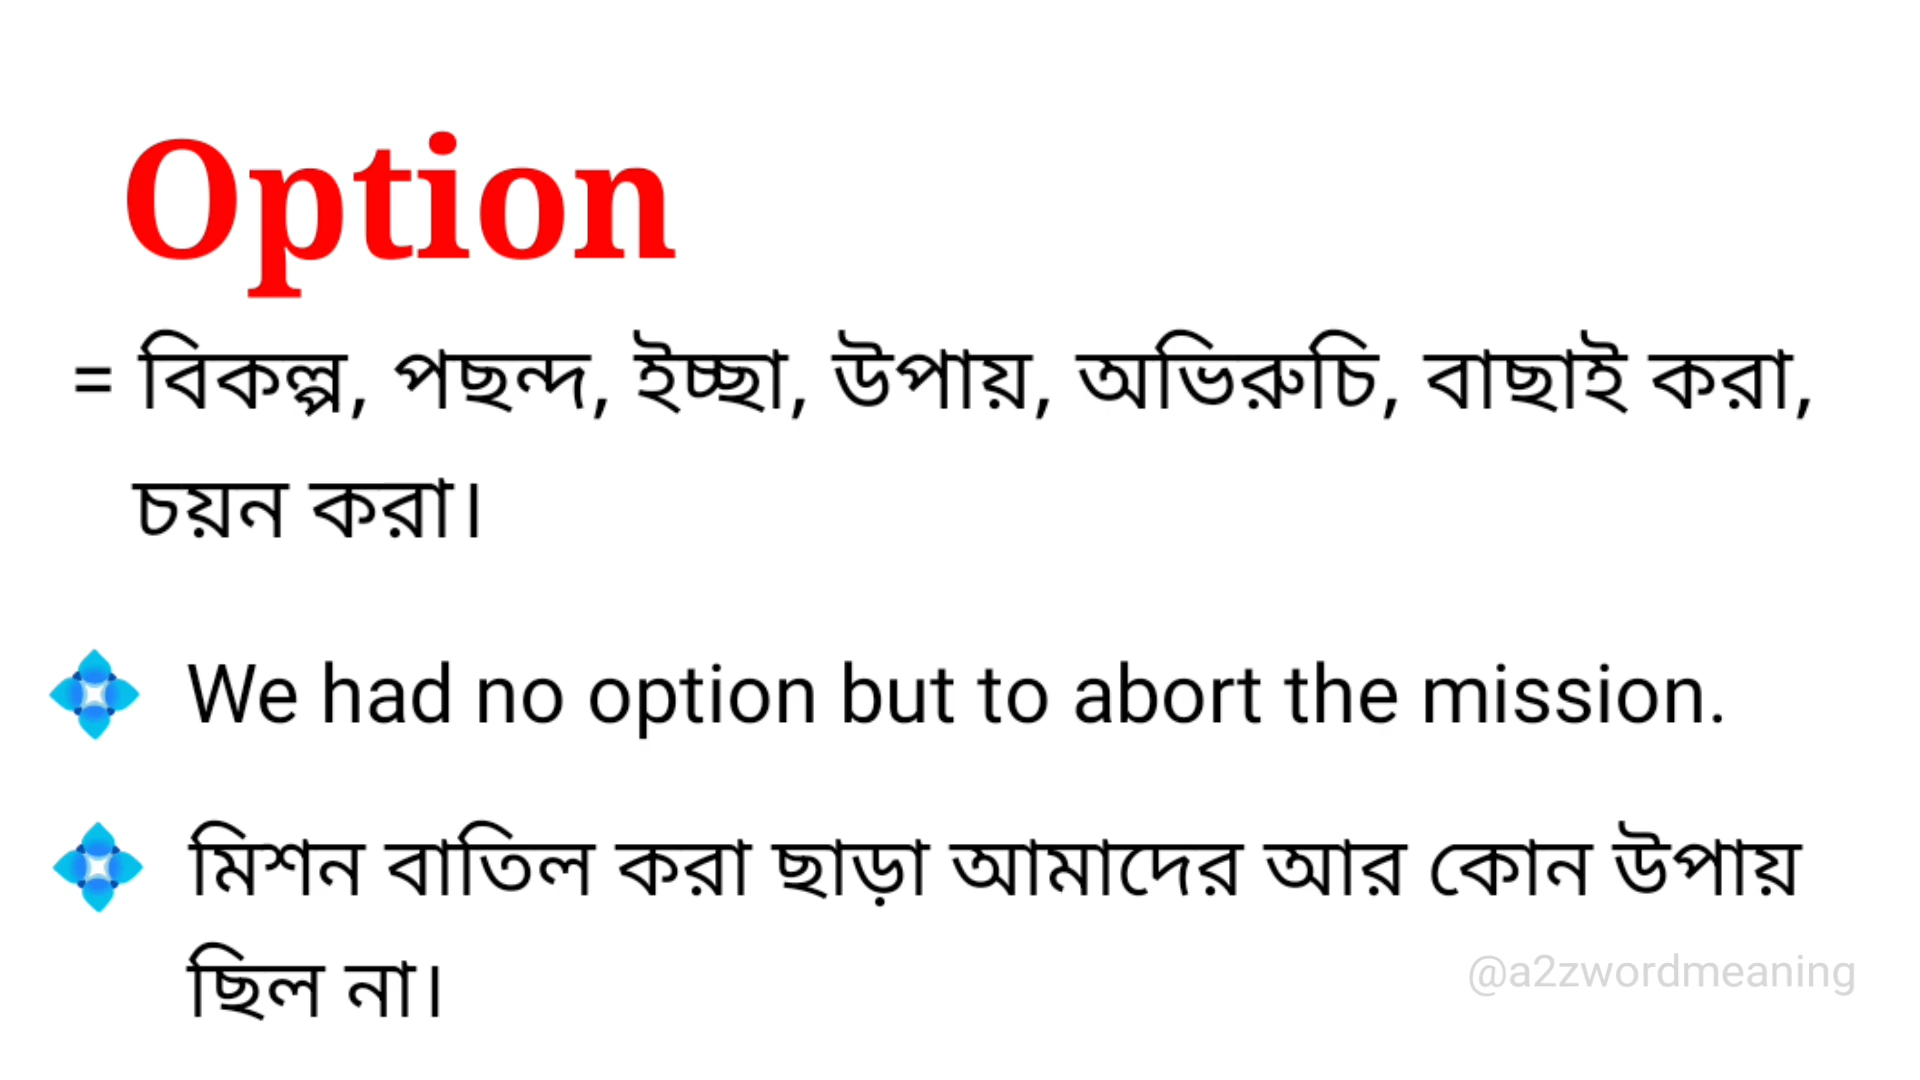 Option
= বিকল্প, পছন্দ, ইচ্ছা, উপায়, অভিরুচি, বাছাই করা,
চয়ন করা।
We had no option but to abort the mission.
মিশন বাতিল করা ছাড়া আমাদের আর কোন উপায়
ছিল না।
@a2zwordmeaning